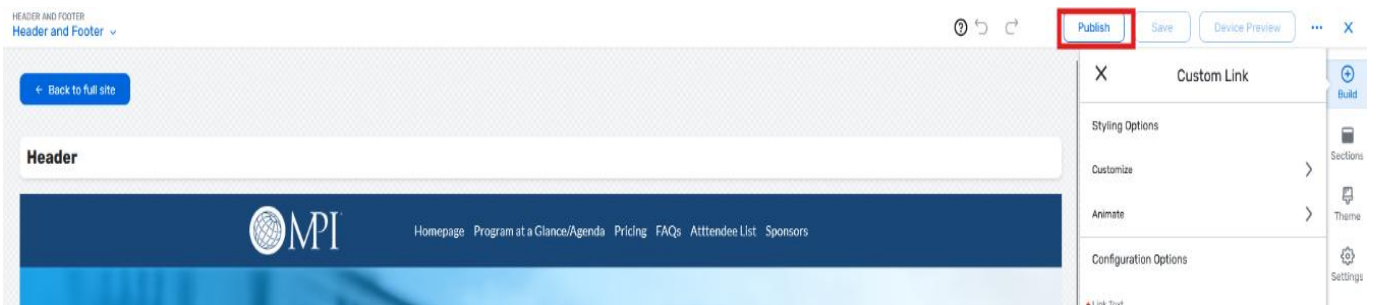 HEADER AND FOOTER
Header and Footer
Publish
Save
Device Preview
Custom Link
Build
← Back to full site
Styling Options
Header
Customize
Sections
Animate
Theme
MPI
Homepage Program at a Glance/Agenda Pricing FAQs Atttendee List Sponsors
Configuration Options
Settings
* Link Text